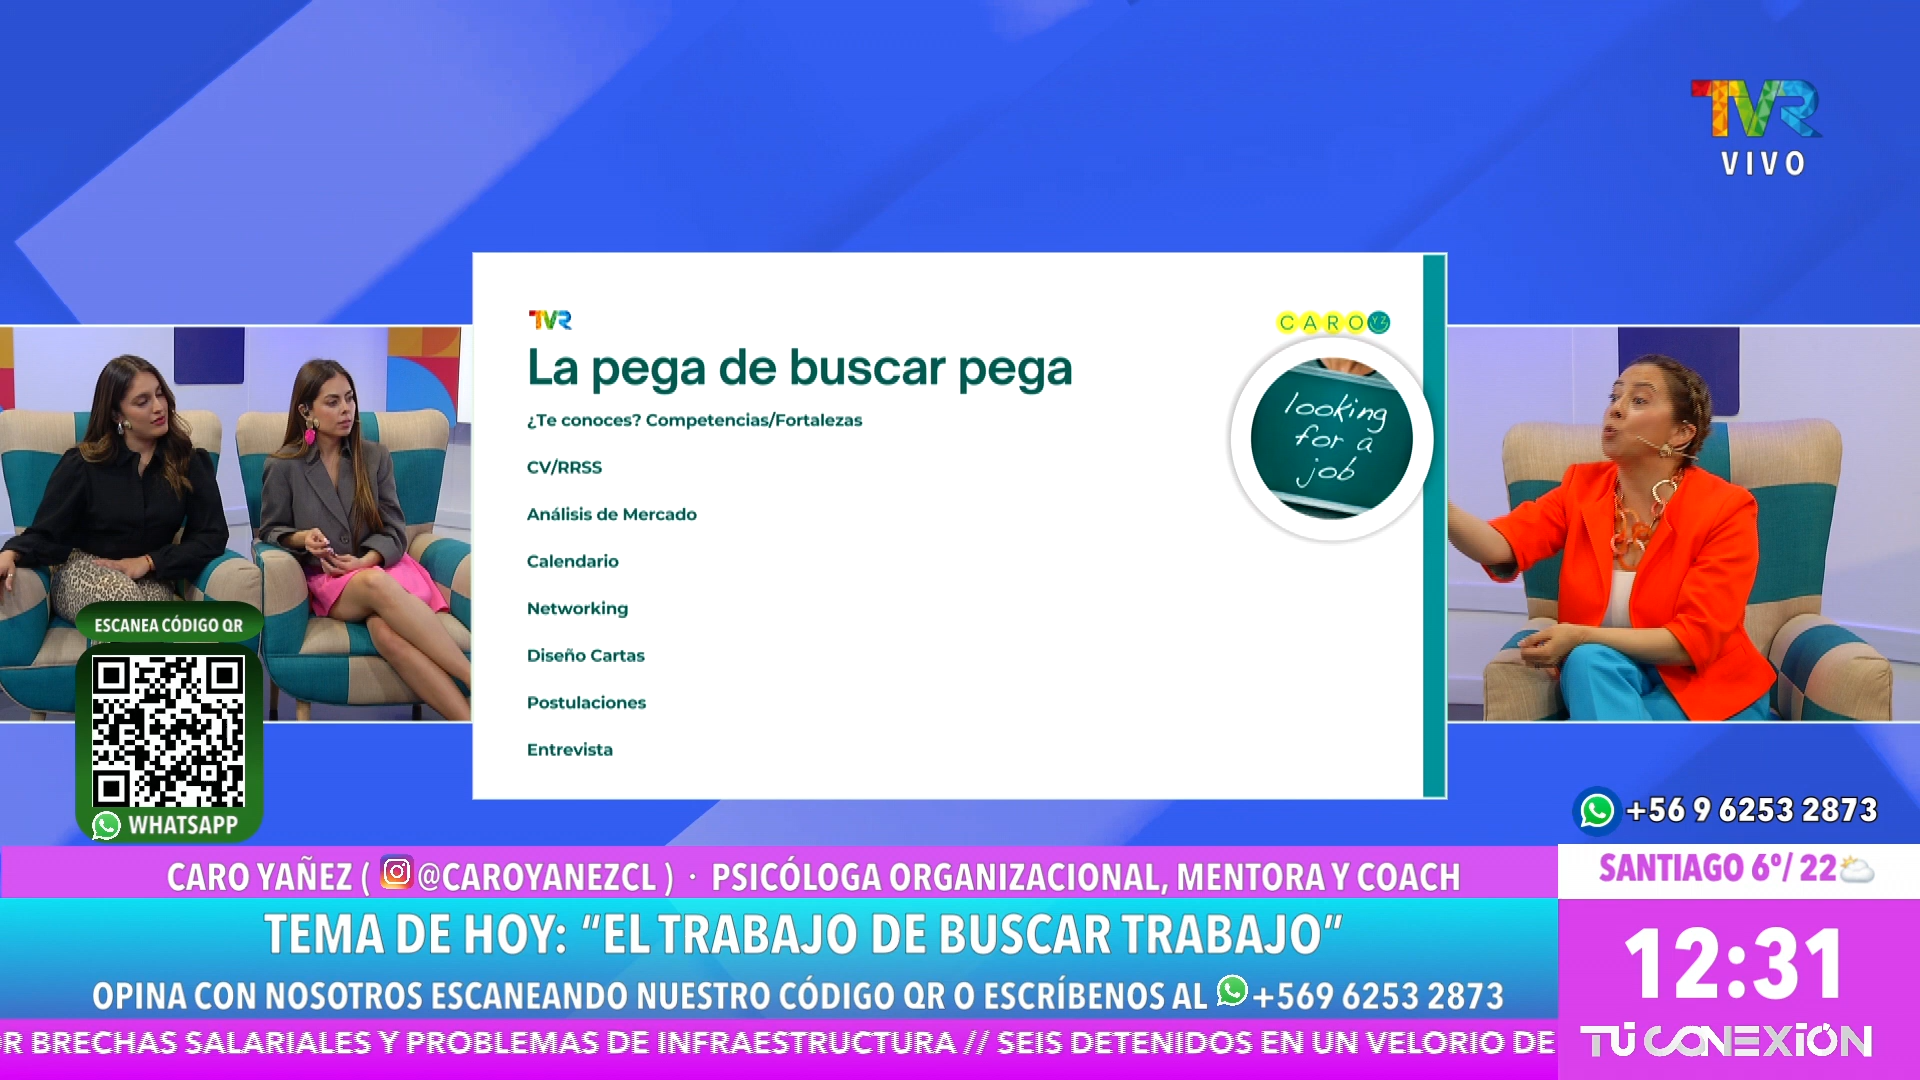 TVR
VIVO
TVR
CARO YZ
La pega de buscar pega
looking
for a
job
¿Te conoces? Competencias/Fortalezas
CV/RRSS
Análisis de Mercado
Calendario
Networking
Diseño Cartas
Postulaciones
Entrevista
ESCANEA CÓDIGO QR
WHATSAPP
+56 9 6253 2873
CARO YAÑEZ ( @CAROYANEZCL ) · PSICÓLOGA ORGANIZACIONAL, MENTORA Y COACH
SANTIAGO 6º/ 22
TEMA DE HOY: “EL TRABAJO DE BUSCAR TRABAJO”
12:31
OPINA CON NOSOTROS ESCANEANDO NUESTRO CÓDIGO QR O ESCRÍBENOS AL +569 6253 2873
R BRECHAS SALARIALES Y PROBLEMAS DE INFRAESTRUCTURA // SEIS DETENIDOS EN UN VELORIO DE
TÚ CONEXIÓN